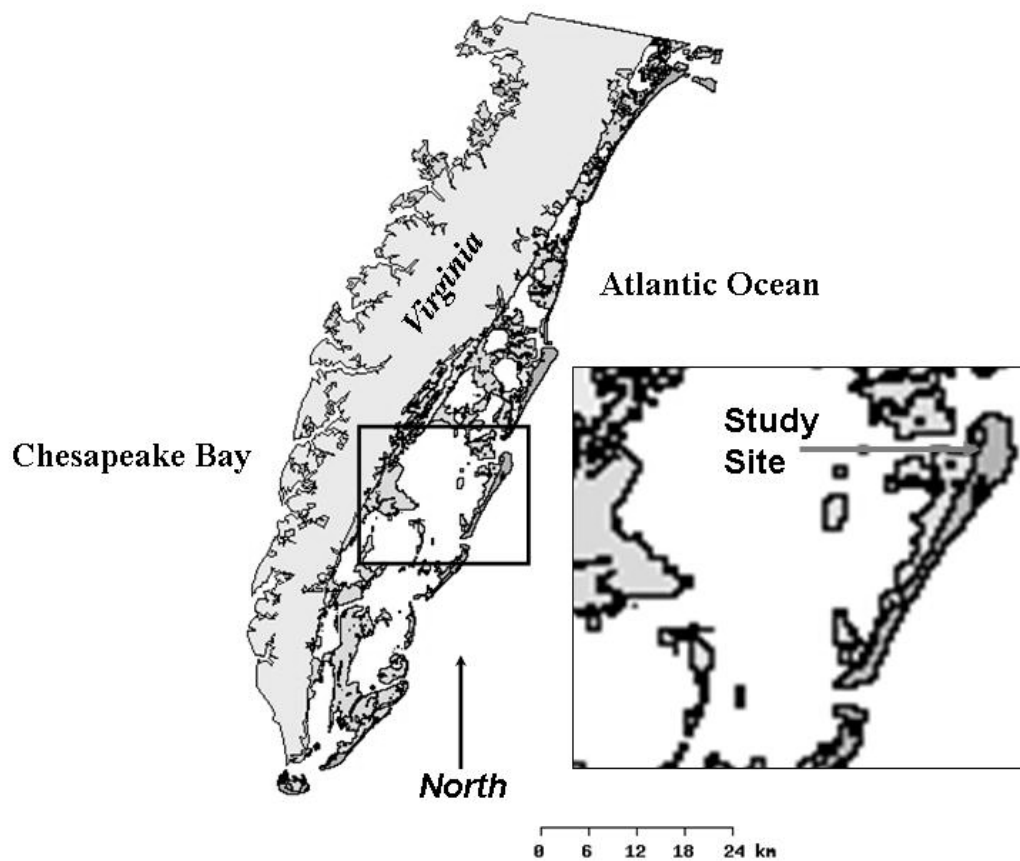 Virginia
Atlantic Ocean
Study
Site
Chesapeake Bay
North
0 6 12 18 24 km